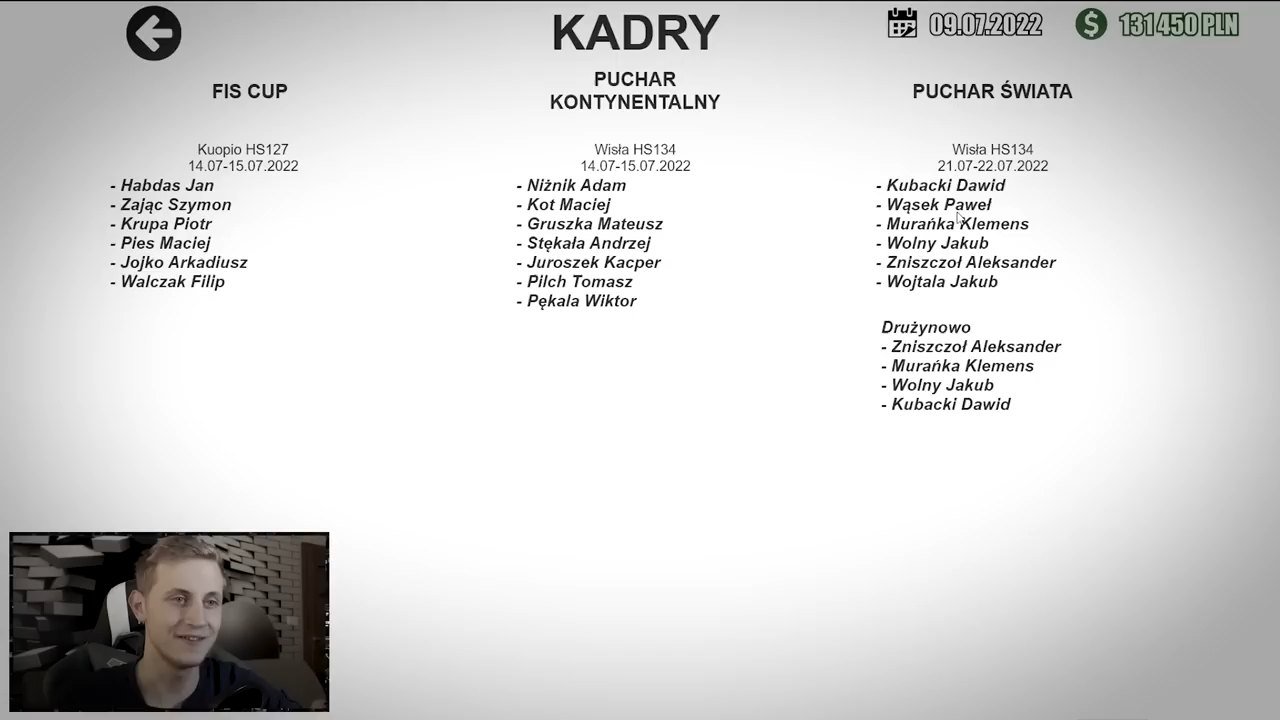 KADRY
09.07.2022
131 450 PLN
FIS CUP
Kuopio HS127
14.07-15.07.2022
- Habdas Jan
- Zając Szymon
- Krupa Piotr
- Pies Maciej
- Jojko Arkadiusz
- Walczak Filip
PUCHAR
KONTYNENTALNY
Wisła HS134
14.07-15.07.2022
- Niżnik Adam
- Kot Maciej
- Gruszka Mateusz
- Stękała Andrzej
- Juroszek Kacper
- Pilch Tomasz
- Pękala Wiktor
PUCHAR ŚWIATA
Wisła HS134
21.07-22.07.2022
- Kubacki Dawid
- Wąsek Paweł
- Murańka Klemens
- Wolny Jakub
- Zniszczoł Aleksander
- Wojtala Jakub
Drużynowo
- Zniszczoł Aleksander
- Murańka Klemens
- Wolny Jakub
- Kubacki Dawid